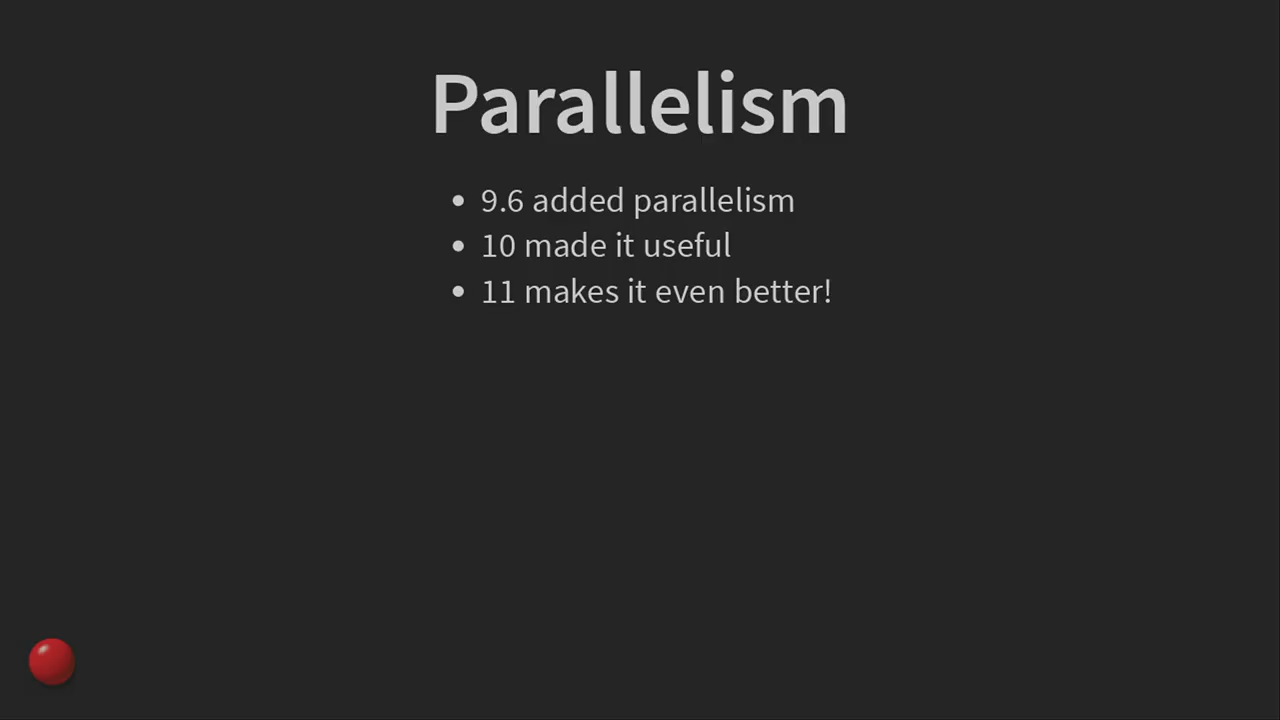 Parallelism
• 9.6 added parallelism
• 10 made it useful
• 11 makes it even better!